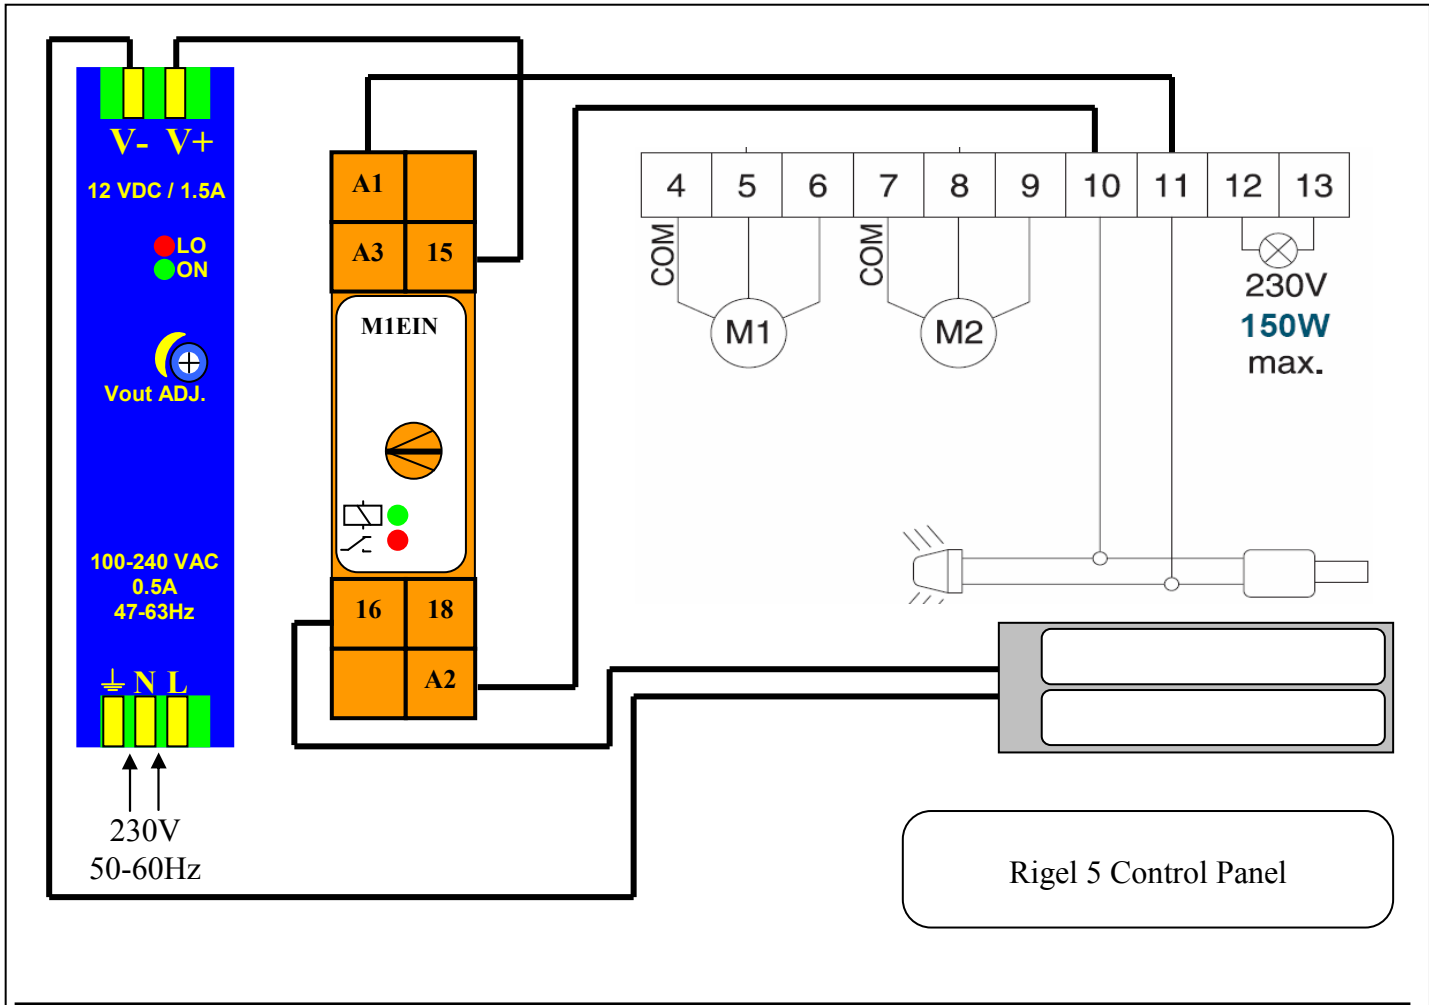 V- V+
12 VDC / 1.5A
LO
ON
Vout ADJ.
100-240 VAC
0.5A
47-63Hz
N L
230V
50-60Hz
A1
A3 15
M1EIN
16 18
A2
4 5 6 7 8 9 10 11 12 13
COM
COM
M1
M2
230V
150W
max.
Rigel 5 Control Panel